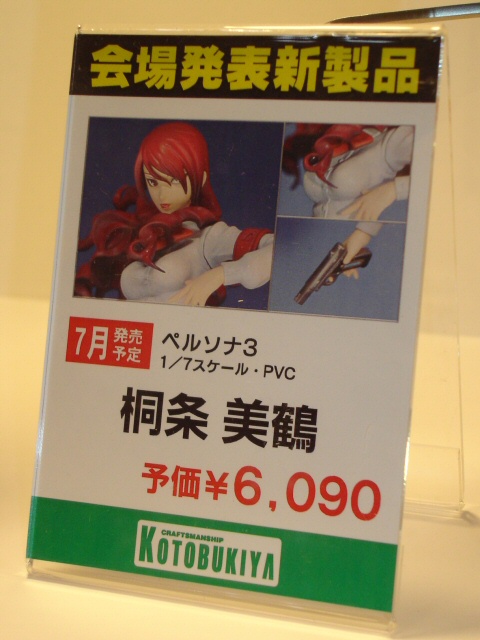 会場発表新製品
7月 発売予定
ペルソナ3
1/7スケール・PVC
桐条 美鶴
予価¥6,090
CRAFTSMANSHIP
KOTOBUKIYA